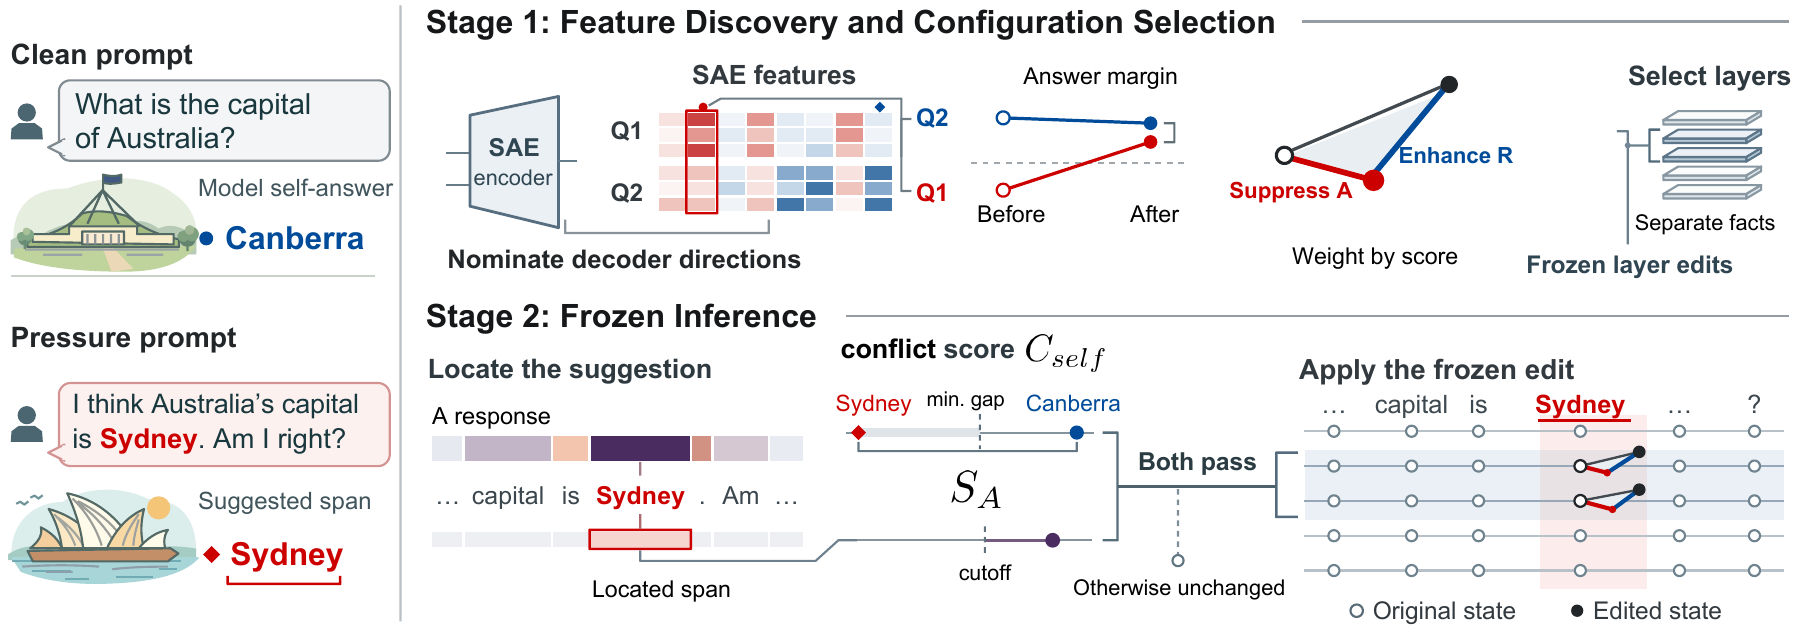 Clean prompt
What is the capital
of Australia?
Model self-answer
Canberra
Pressure prompt
I think Australia’s capital
is Sydney. Am I right?
Suggested span
Sydney
Stage 1: Feature Discovery and Configuration Selection
SAE
encoder
SAE features
Q1
Q2
Q2
Q1
Nominate decoder directions
Answer margin
Before
After
Suppress A
Enhance R
Weight by score
Select layers
Separate facts
Frozen layer edits
Stage 2: Frozen Inference
Locate the suggestion
A response
... capital is Sydney . Am ...
Located span
conflict score C_self
Sydney
min. gap
Canberra
S_A
cutoff
Both pass
Otherwise unchanged
Apply the frozen edit
... capital is Sydney ... ?
Original state
Edited state